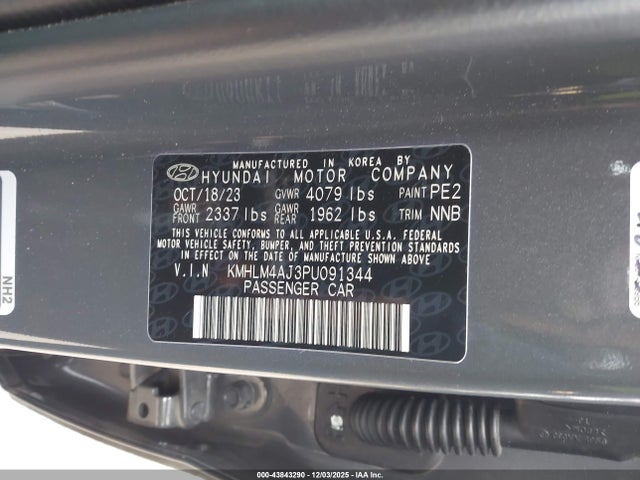 MANUFACTURED IN KOREA BY
HYUNDAI MOTOR COMPANY
OCT/18/23 GVWR 4079 lbs PAINT PE2
GAWR FRONT 2337 lbs GAWR REAR 1962 lbs TRIM NNB
THIS VEHICLE CONFORMS TO ALL APPLICABLE U.S.A. FEDERAL
MOTOR VEHICLE SAFETY, BUMPER, AND THEFT PREVENTION STANDARDS
IN EFFECT ON THE DATE OF MANUFACTURE SHOWN ABOVE
V.I.N KMHLM4AJ3PU091344
PASSENGER CAR
NH2
000-43843290 - 12/03/2025 - IAA Inc.